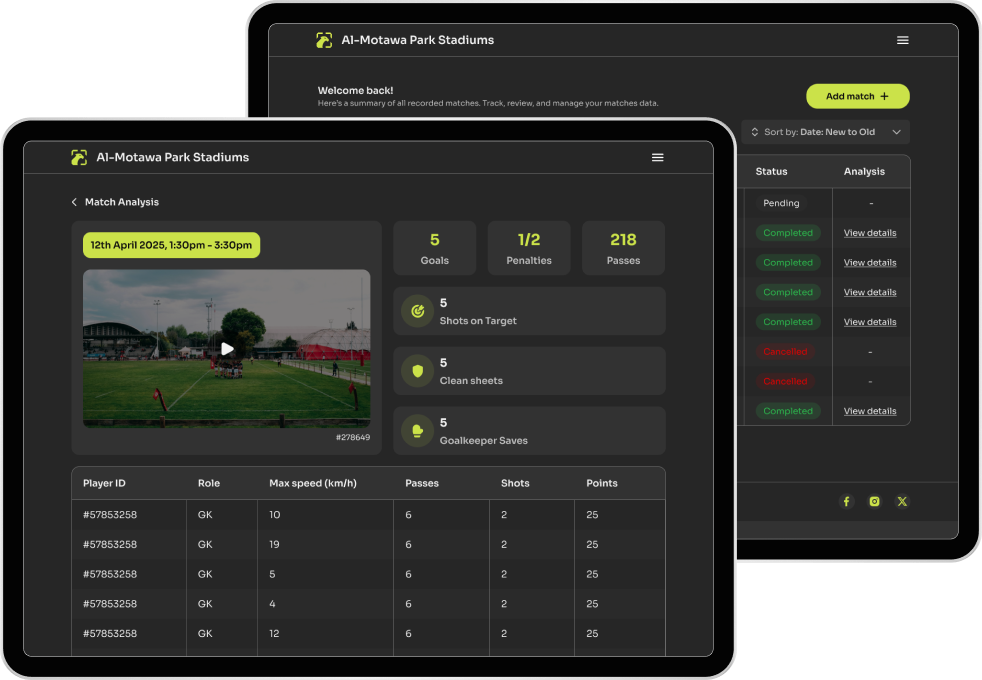 Al-Motawa Park Stadiums
Welcome back!
Here's a summary of all recorded matches. Track, review, and manage your matches data.
Add match +
Sort by: Date: New to Old
Status Analysis
Pending -
Completed View details
Completed View details
Completed View details
Completed View details
Cancelled -
Cancelled -
Completed View details
Al-Motawa Park Stadiums
Match Analysis
12th April 2025, 1:30pm - 3:30pm
#278649
5
Goals
1/2
Penalties
218
Passes
5
Shots on Target
5
Clean sheets
5
Goalkeeper Saves
Player ID Role Max speed (km/h) Passes Shots Points
#57853258 GK 10 6 2 25
#57853258 GK 19 6 2 25
#57853258 GK 5 6 2 25
#57853258 GK 4 6 2 25
#57853258 GK 12 6 2 25